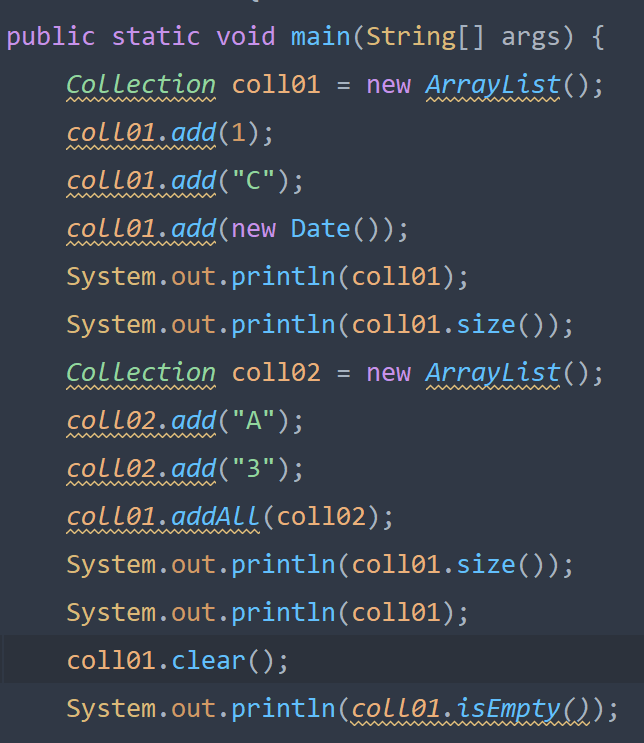 public static void main(String[] args) {
Collection coll01 = new ArrayList();
coll01.add(1);
coll01.add("C");
coll01.add(new Date());
System.out.println(coll01);
System.out.println(coll01.size());
Collection coll02 = new ArrayList();
coll02.add("A");
coll02.add("3");
coll01.addAll(coll02);
System.out.println(coll01.size());
System.out.println(coll01);
coll01.clear();
System.out.println(coll01.isEmpty());